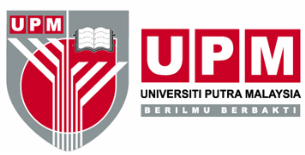 UPM
UPM
UNIVERSITI PUTRA MALAYSIA
BERILMU BERBAKTI